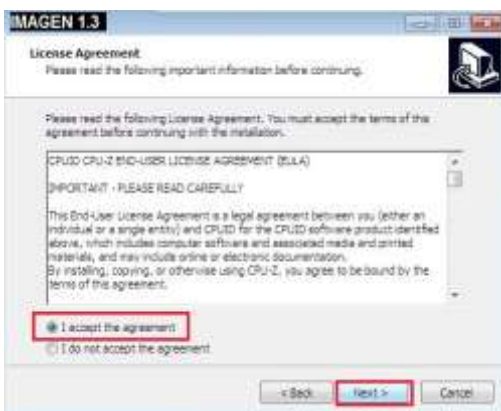 IMAGEN 1.3
License Agreement
Please read the following important information before continuing.
Please read the following License Agreement. You must accept the terms of this
agreement before continuing with the installation.
CPUID CPU-Z END-USER LICENSE AGREEMENT (EULA)
IMPORTANT - PLEASE READ CAREFULLY
This End-User License Agreement is a legal agreement between you (either an
individual or a single entity) and CPUID for the CPUID software product identified
above, which includes computer software and associated media and printed
materials, and may include online or electronic documentation.
By installing, copying, or otherwise using CPU-Z, you agree to be bound by the
terms of this agreement.
I accept the agreement
I do not accept the agreement
< Back Next > Cancel